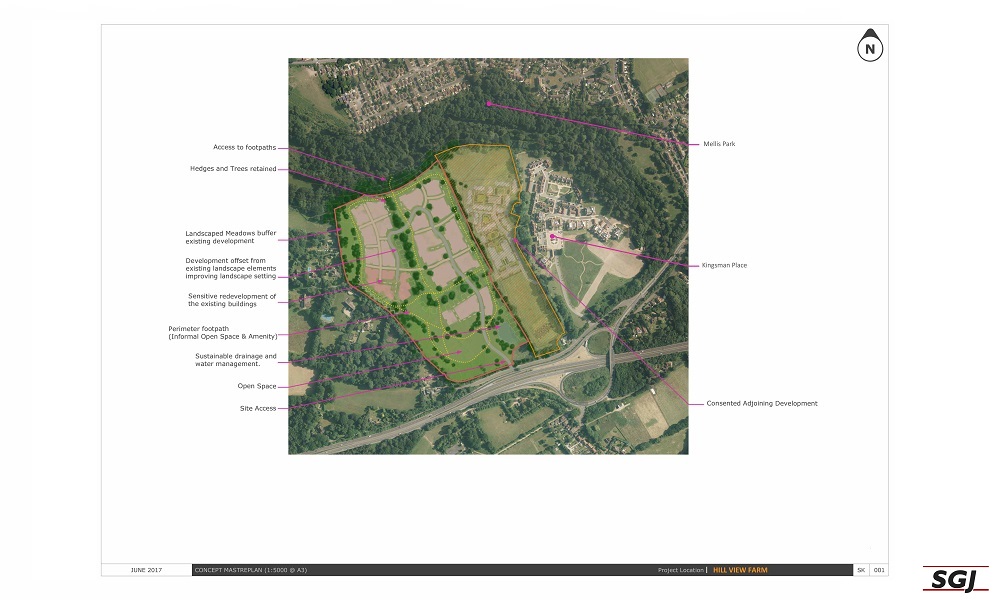 N
Mellis Park
Access to footpaths
Hedges and Trees retained
Landscaped Meadows buffer
existing development
Kingsman Place
Development offset from
existing landscape elements
improving landscape setting
Sensitive redevelopment of
the existing buildings
Perimeter footpath
(Informal Open Space & Amenity)
Sustainable drainage and
water management.
Open Space
Site Access
Consented Adjoining Development
JUNE 2017
CONCEPT MASTREPLAN (1:5000 @ A3)
Project Location
HILL VIEW FARM
SK
001
SGJ